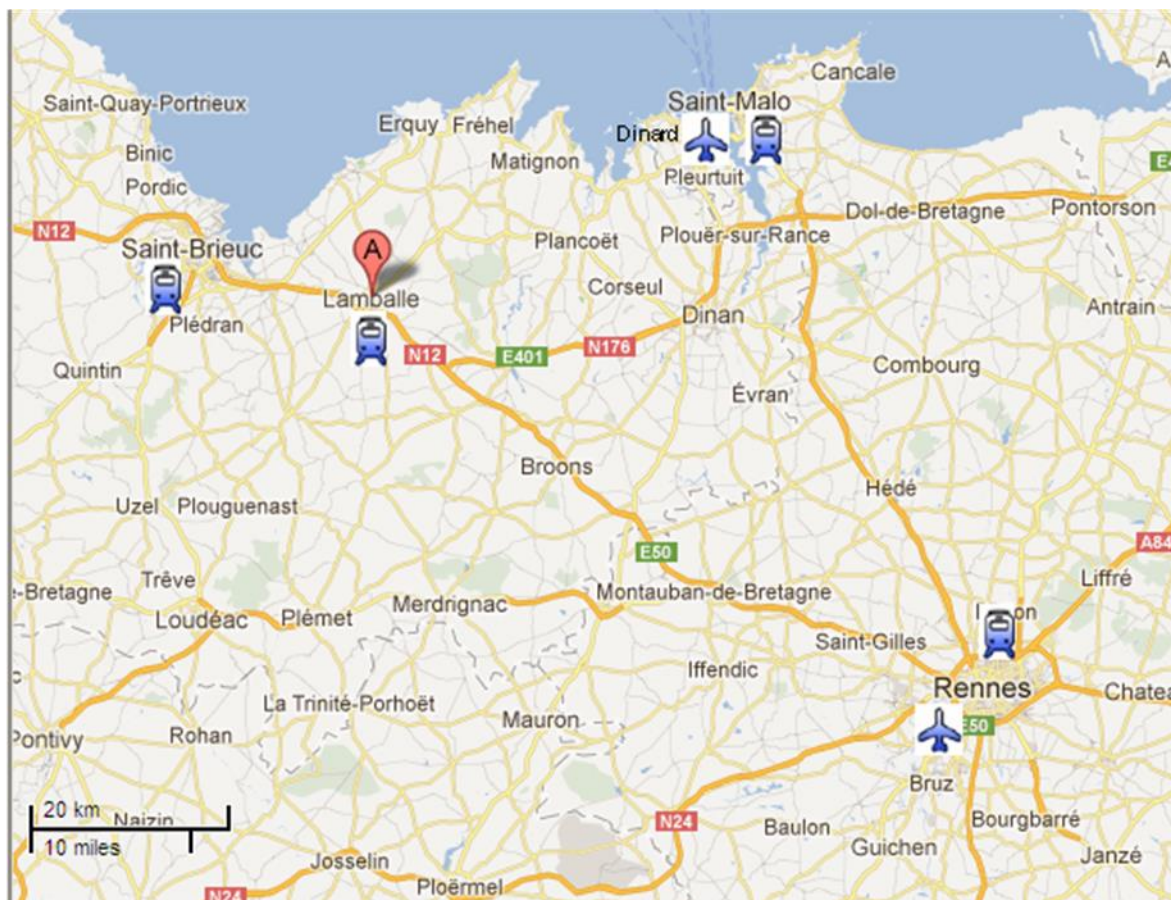 Cancale
A
Saint-Malo
Saint-Quay-Portrieux
Erquy
Fréhel
Dinard
Binic
Matignon
E4
Pordic
Pleurtuit
N12
Dol-de-Bretagne
Pontorson
Saint-Brieuc
A
Plancoët
Plouër-sur-Rance
Lamballe
Corseul
Plédran
Dinan
Antrain
N12
E401
N176
Quintin
Combourg
Évran
Broons
Hédé
Uzel
Plouguenast
E50
A84
Trêve
e-Bretagne
Montauban-de-Bretagne
Liffré
Merdrignac
Loudéac
Plémet
Saint-Gilles
Iffendic
Rennes
Chatea
La Trinité-Porhoët
Mauron
E50
Pontivy
Rohan
Bruz
20 km
Naizin
N24
Baulon
Bourgbarré
10 miles
Guichen
Janzé
Josselin
Ploërmel
N24